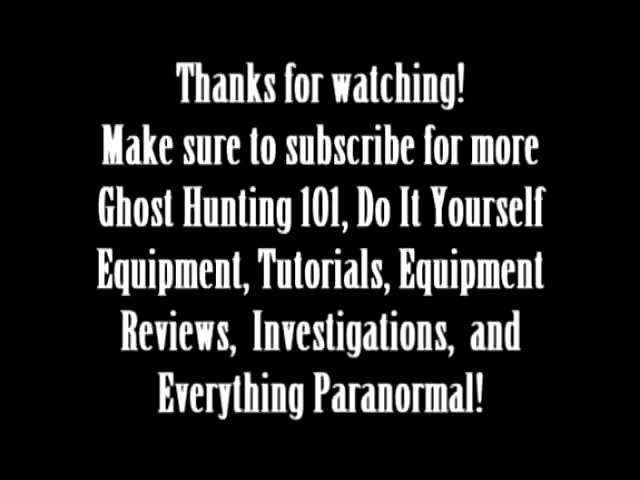 Thanks for watching!
Make sure to subscribe for more
Ghost Hunting 101, Do It Yourself
Equipment, Tutorials, Equipment
Reviews, Investigations, and
Everything Paranormal!